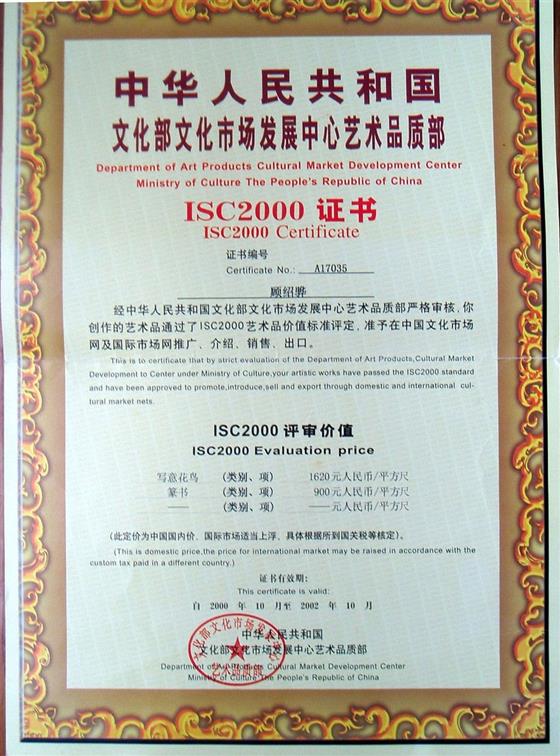 中华人民共和国
文化部文化市场发展中心艺术品质部
Department of Art Products Cultural Market Development Center
Ministry of Culture The People's Republic of China
ISC2000 证书
ISC2000 Certificate
证书编号
Certificate No.: A17035
顾绍骅
经中华人民共和国文化部文化市场发展中心艺术品质部严格审核，你
创作的艺术品通过了ISC2000艺术品价值标准评定，准予在中国文化市场
网及国际市场网推广、介绍、销售、出口。
This is to certificate that by strict evaluation of the Department of Art Products,Cultural Market
Development to Center under Ministry of Culture,your artistic works have passed the ISC2000 standard
and have been approved to promote,introduce,sell and export through domestic and international cul-
tural market nets.
ISC2000 评审价值
ISC2000 Evaluation price
写意花鸟 （类别、项） 1620元人民币/平方尺
篆书 （类别、项） 900元人民币/平方尺
—— （类别、项） ——元人民币/平方尺
（此定价为中国国内价、国际市场适当上浮，具体根据所到国关税等核定）。
(This is domestic price,the price for international market may be raised in accordance with the
custom tax paid in a different country.)
证书有效期：
This certificate is valid:
自 2000 年 10 月至 2002 年 10 月
中华人民共和国
文化部文化市场发展中心艺术品质部
Department of Art Products Cultural Market Development Center
Ministry of Culture The People's Republic of China
文化部文化市场发展中心
艺术品质部